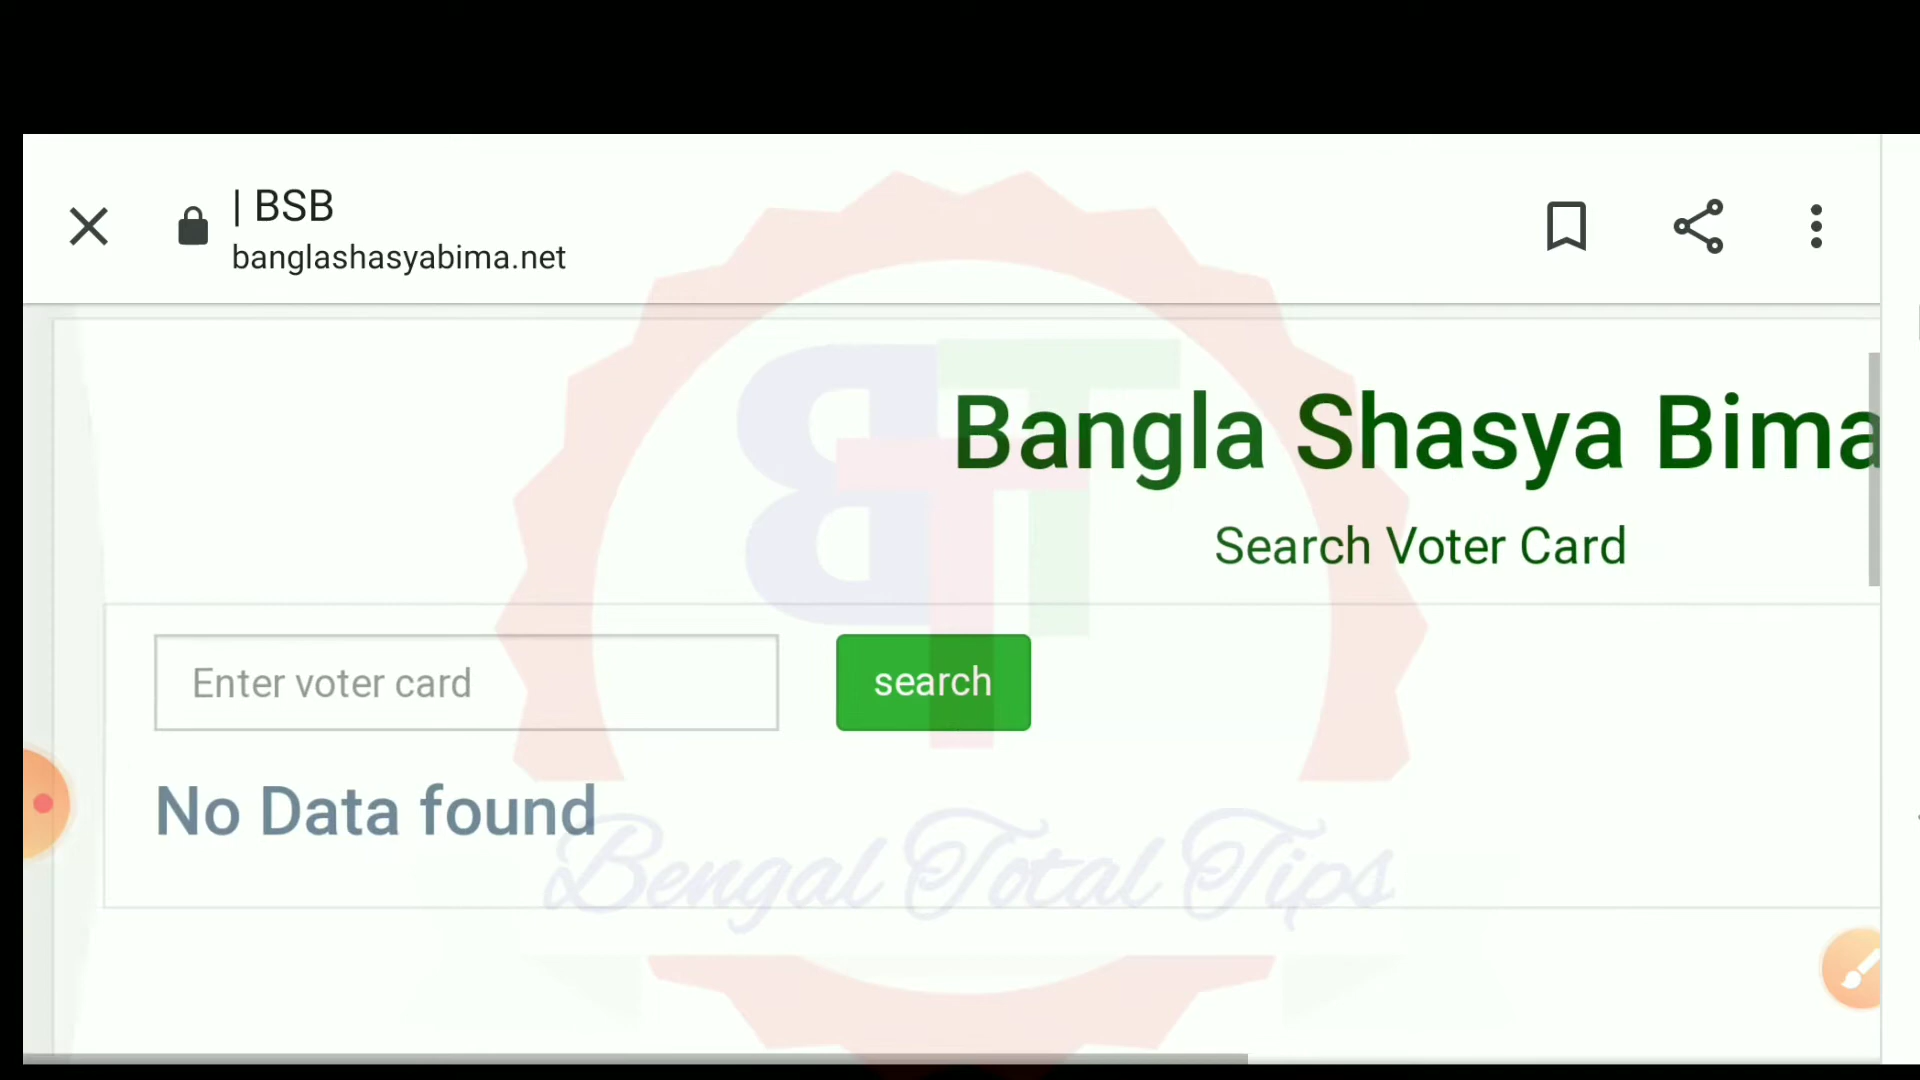 | BSB
banglashasyabima.net
Bangla Shasya Bima
Search Voter Card
Enter voter card
search
No Data found
BTT
Bengal Total Tips